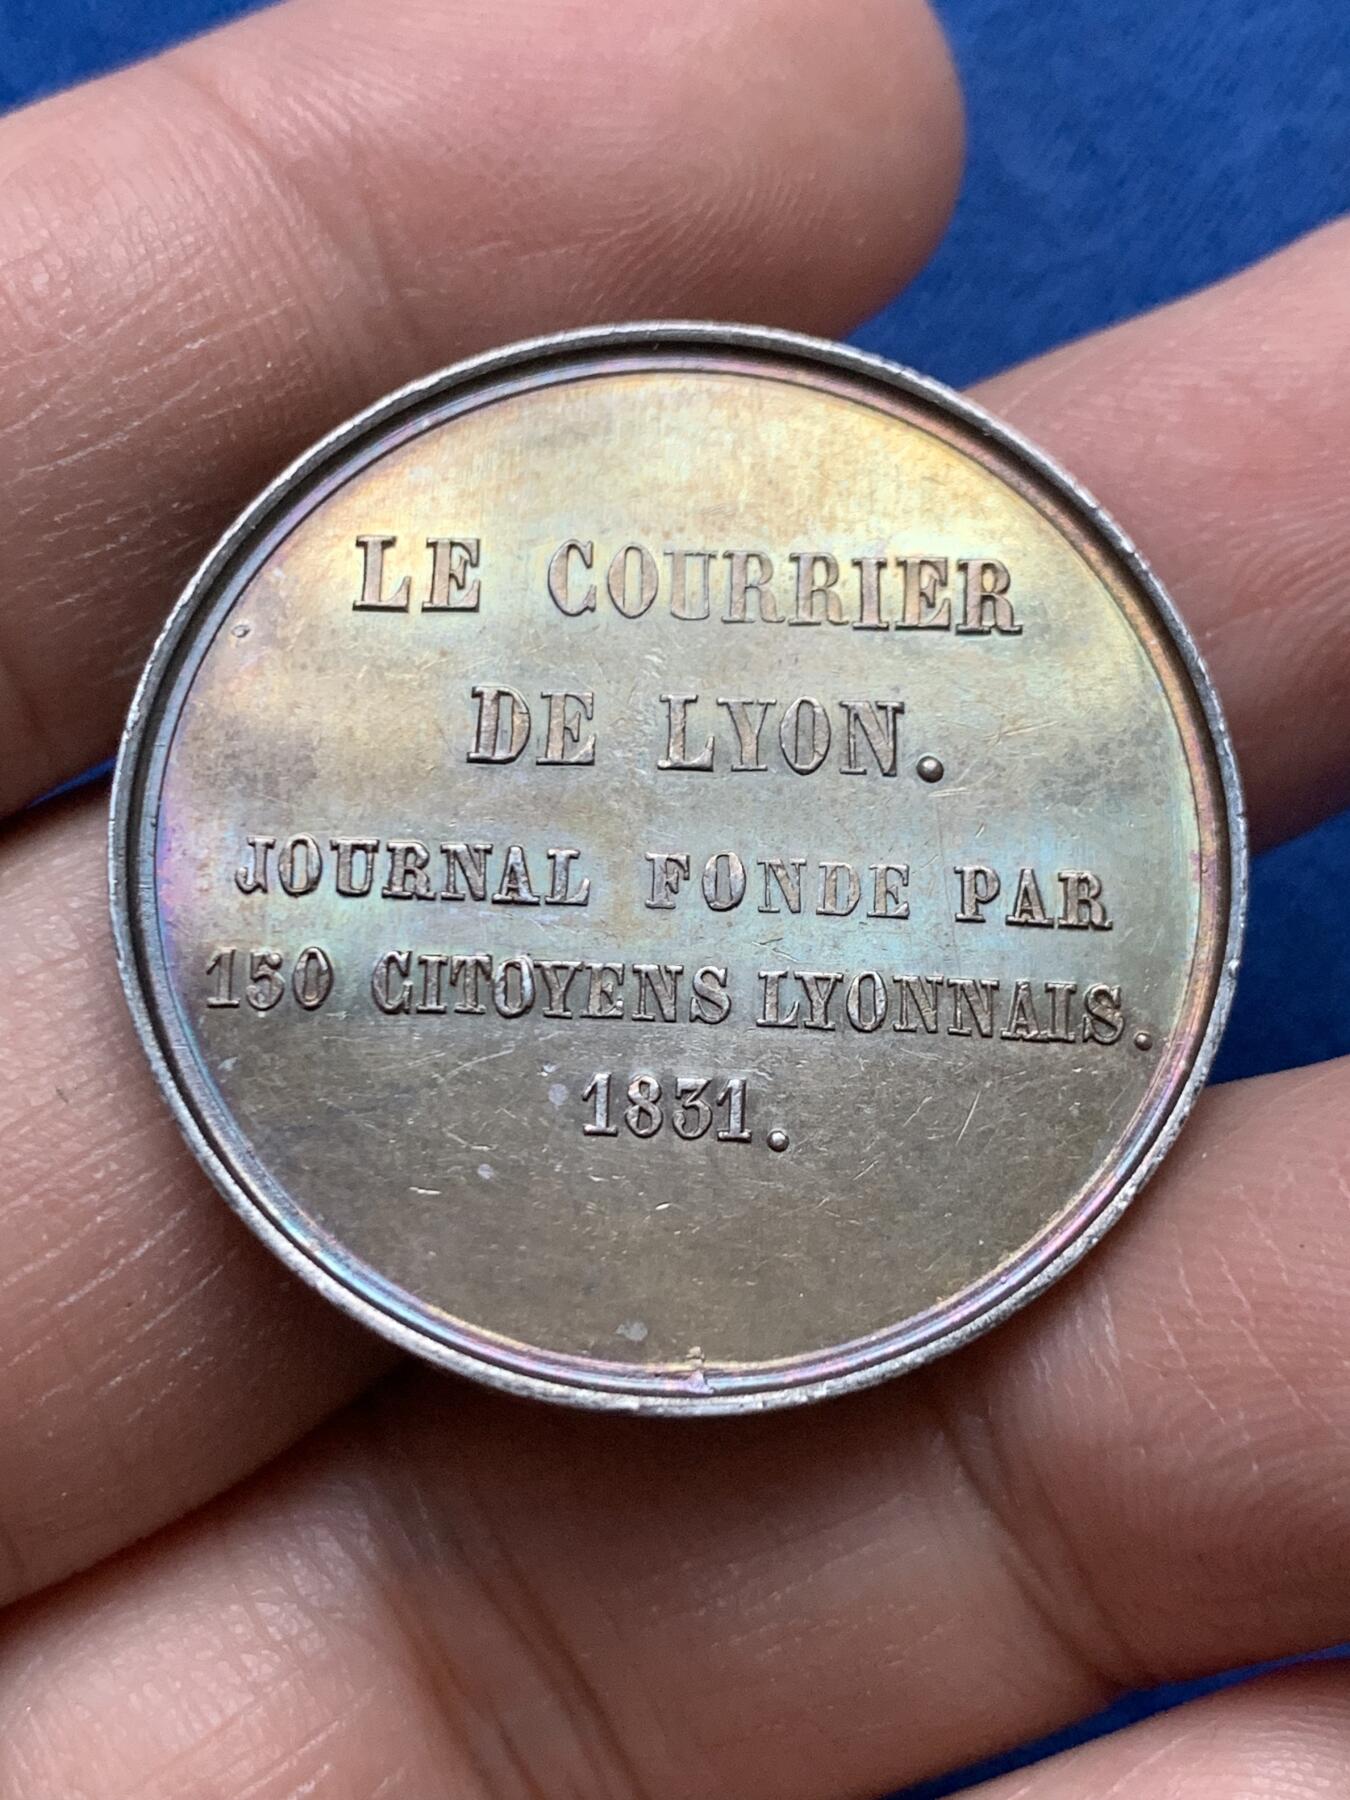 LE COURRIER
DE LYON.
JOURNAL FONDE PAR
150 CITOYENS LYONNAIS.
1831.